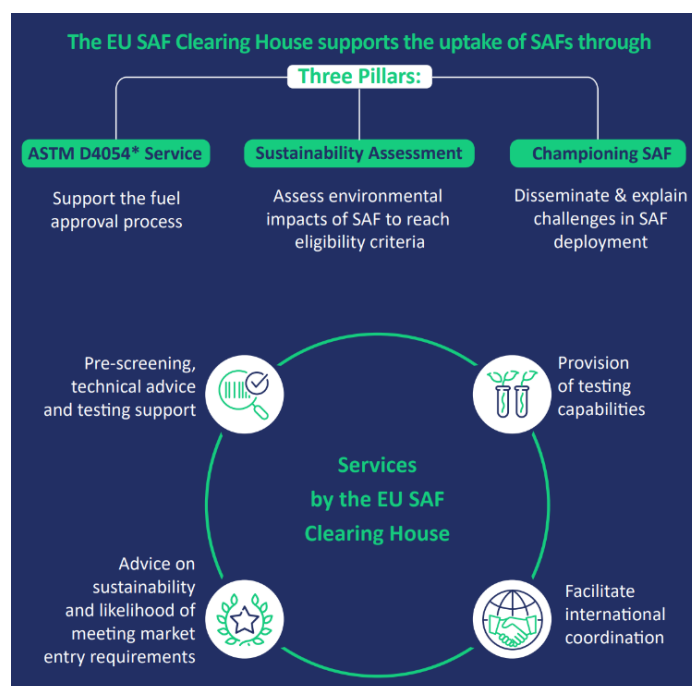 The EU SAF Clearing House supports the uptake of SAFs through
Three Pillars:
ASTM D4054* Service
Support the fuel
approval process
Sustainability Assessment
Assess environmental
impacts of SAF to reach
eligibility criteria
Championing SAF
Disseminate & explain
challenges in SAF
deployment
Pre-screening,
technical advice
and testing support
Provision
of testing
capabilities
Services
by the EU SAF
Clearing House
Advice on
sustainability
and likelihood of
meeting market
entry requirements
Facilitate
international
coordination